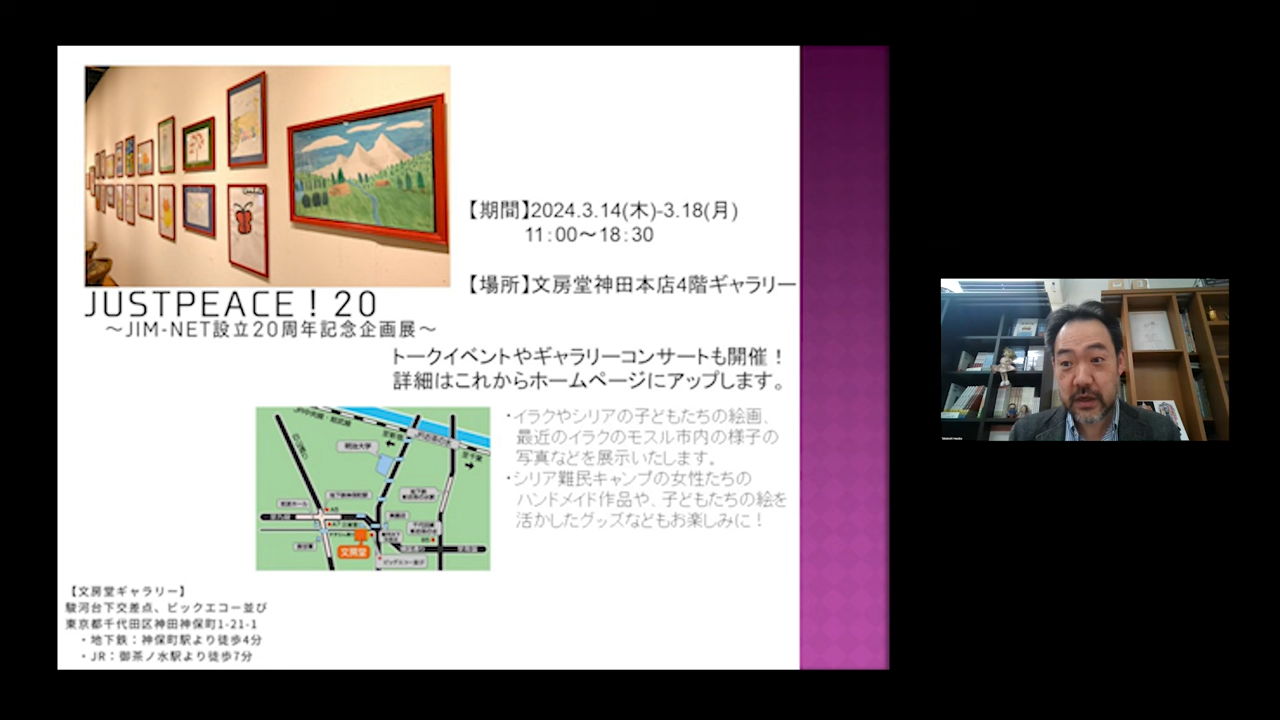 JUSTPEACE！20
～JIM-NET設立20周年記念企画展～
【期間】2024.3.14(木)-3.18(月)
11:00～18:30
【場所】文房堂神田本店4階ギャラリー
トークイベントやギャラリーコンサートも開催！
詳細はこれからホームページにアップします。
・イラクやシリアの子どもたちの絵画、
最近のイラクのモスル市内の様子の
写真などを展示いたします。
・シリア難民キャンプの女性たちの
ハンドメイド作品や、子どもたちの絵を
活かしたグッズなどもお楽しみに！
明治大学
文房堂
【文房堂ギャラリー】
駿河台下交差点、ビックエコー並び
東京都千代田区神田神保町1-21-1
・地下鉄：神保町駅より徒歩4分
・JR：御茶ノ水駅より徒歩7分